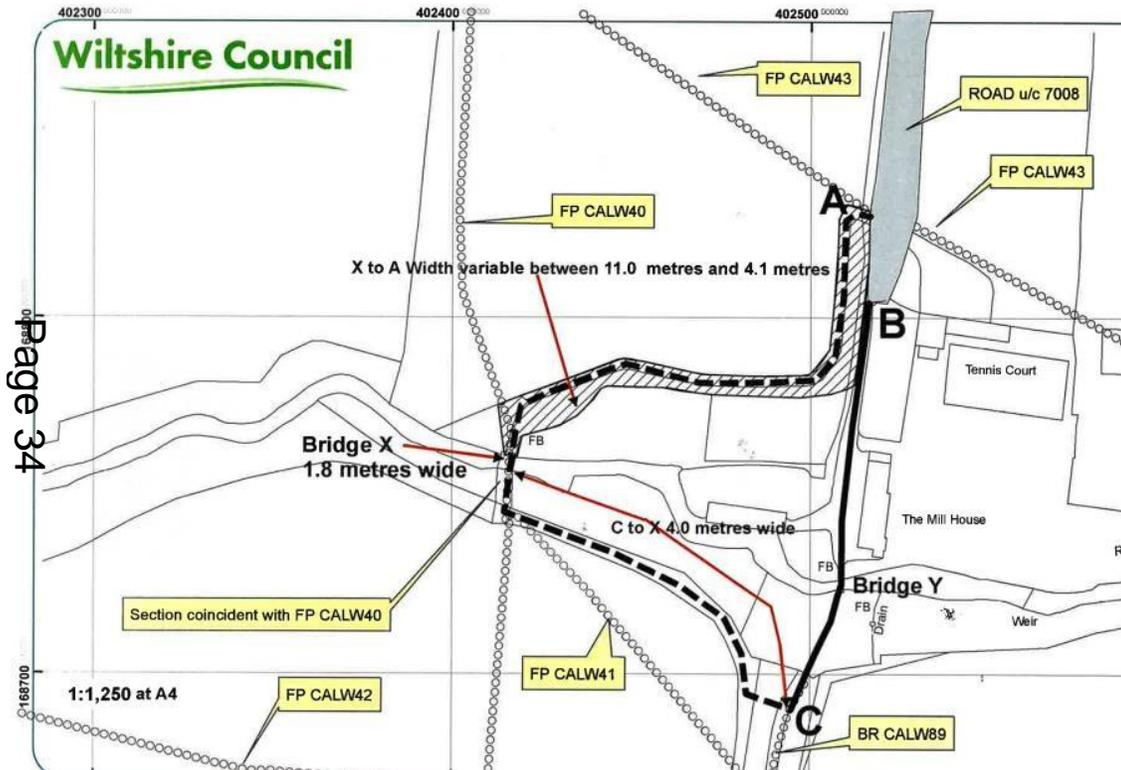 402300
402400
402500
Wiltshire Council
FP CALW43
ROAD u/c 7008
FP CALW43
FP CALW40
A
X to A Width variable between 11.0 metres and 4.1 metres
B
Page 34
Tennis Court
FB
Bridge X
1.8 metres wide
C to X 4.0 metres wide
The Mill House
FB
Bridge Y
FB
Drain
Weir
Section coincident with FP CALW40
FP CALW41
168700
1:1,250 at A4
FP CALW42
C
BR CALW89